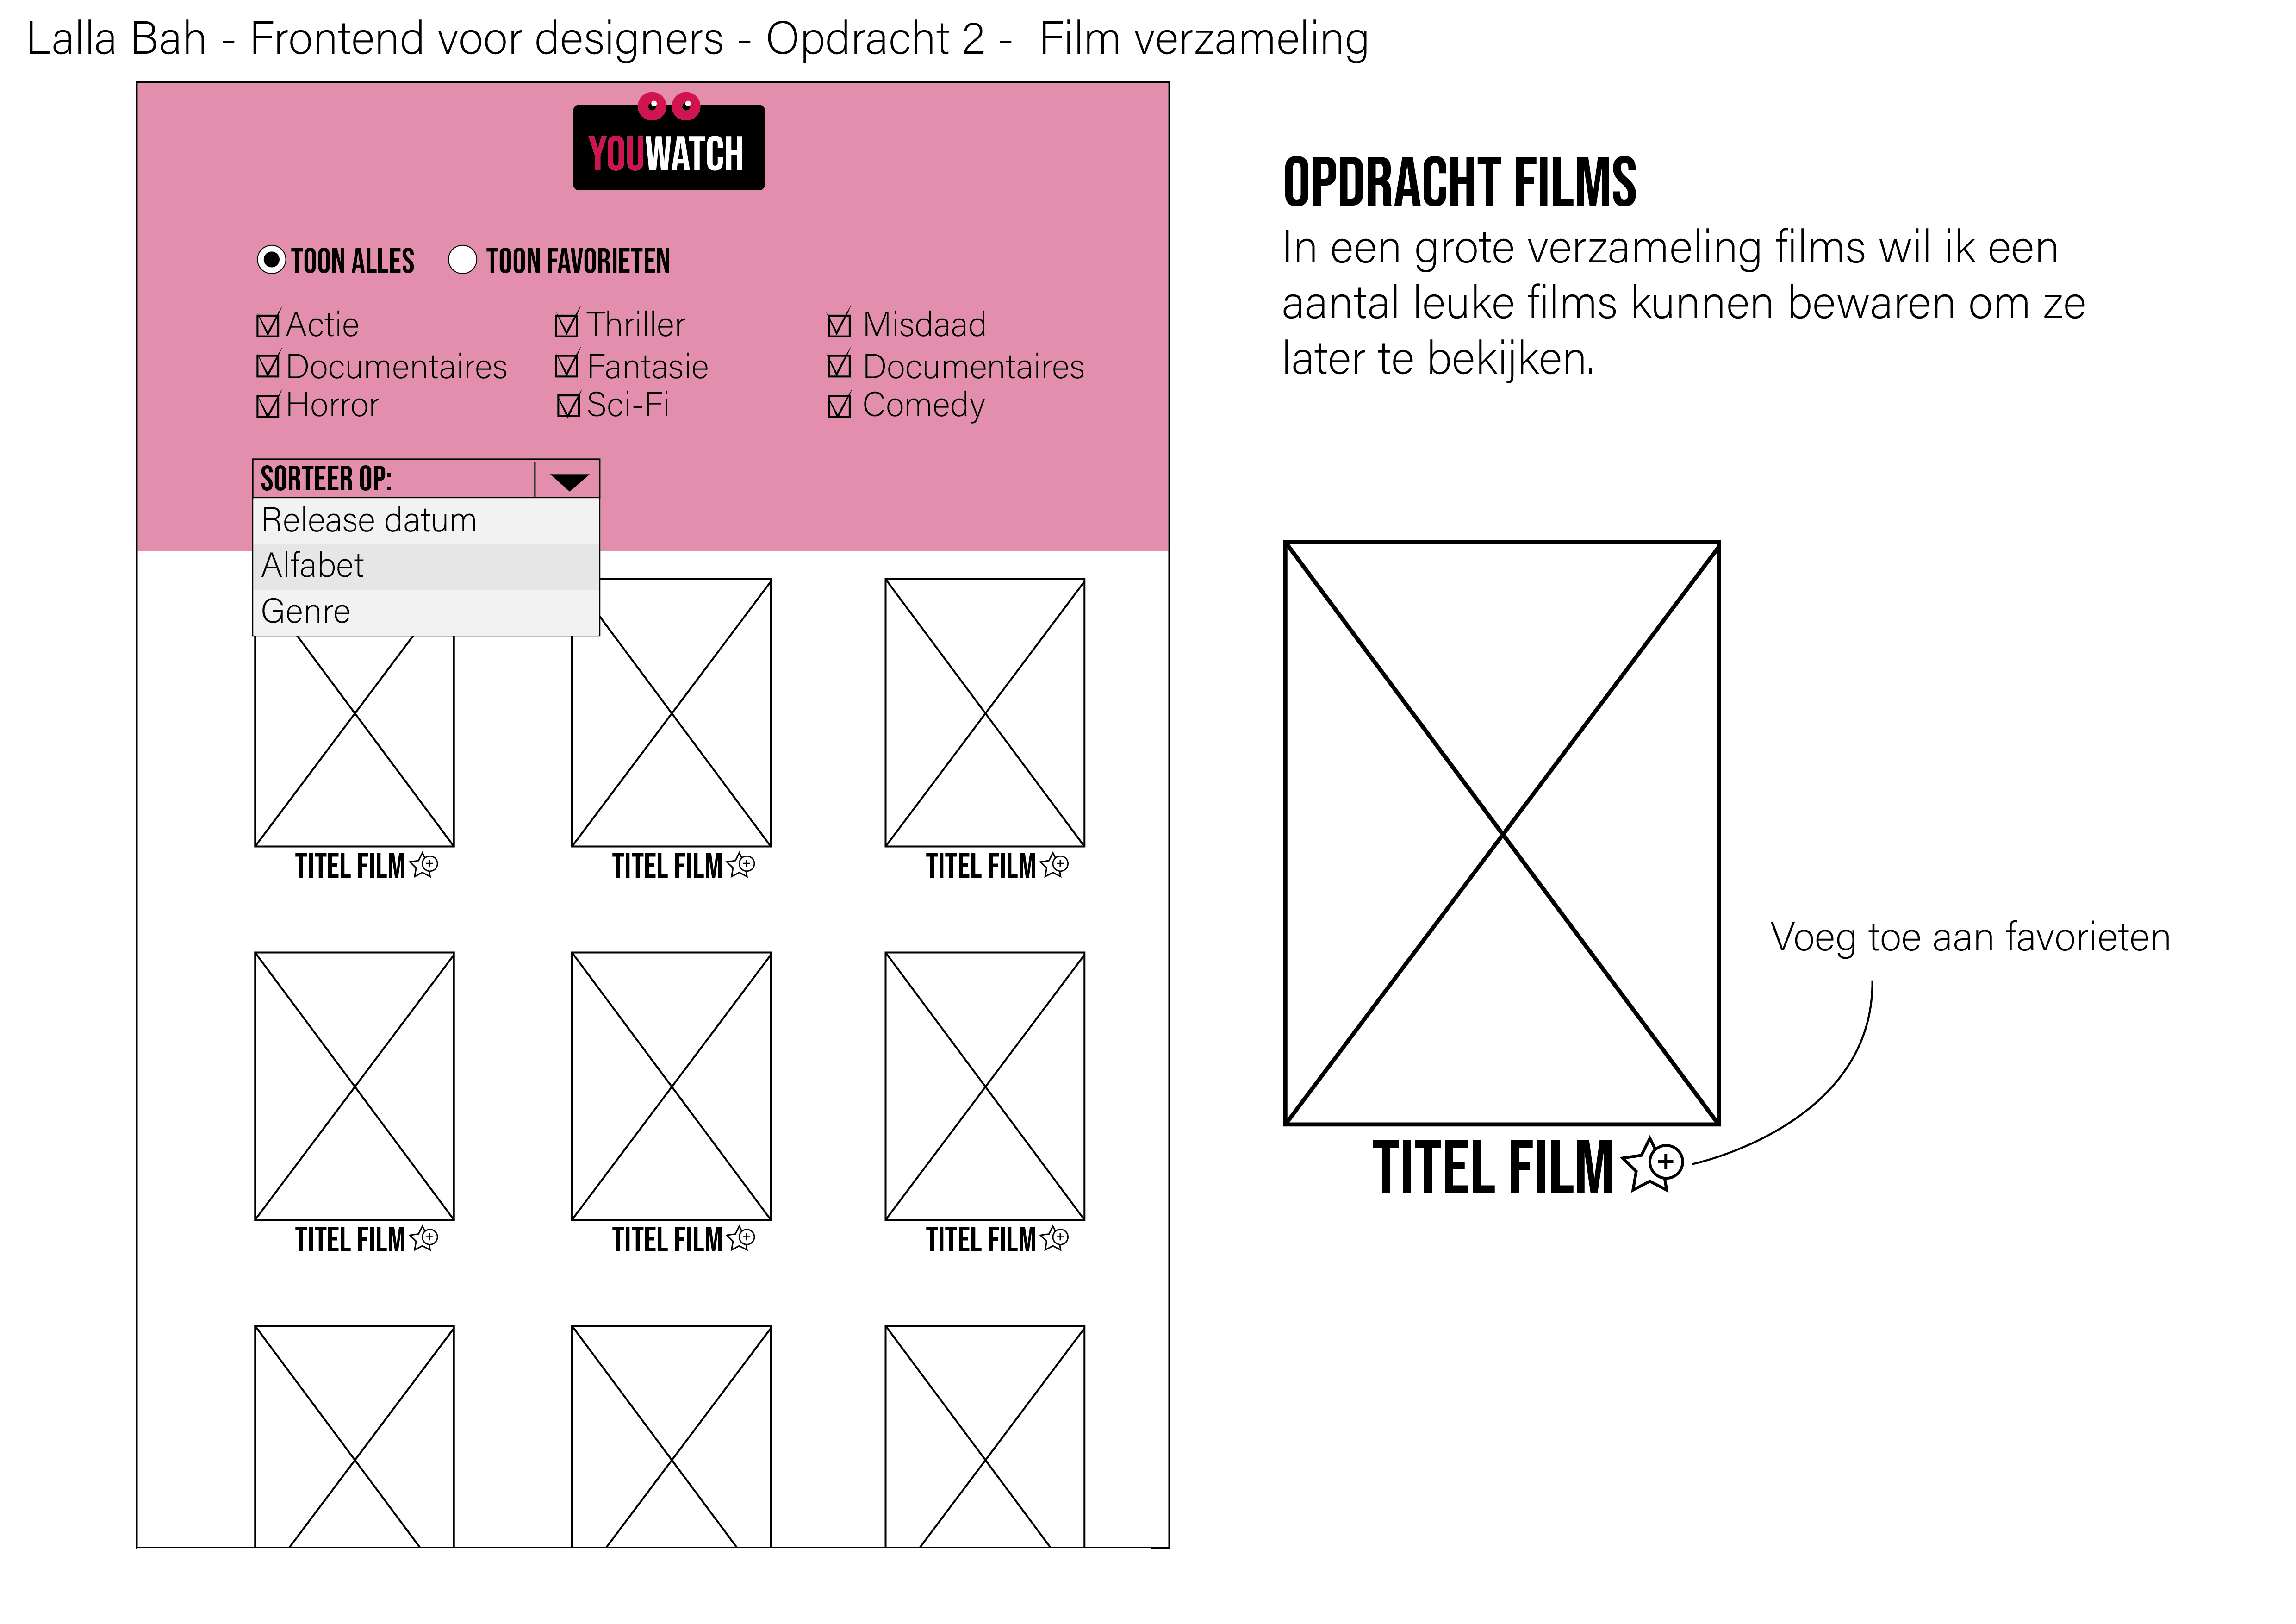 Lalla Bah - Frontend voor designers - Opdracht 2 - Film verzameling
YOUWATCH
TOON ALLES TOON FAVORIETEN
Actie Thriller Misdaad
Documentaires Fantasie Documentaires
Horror Sci-Fi Comedy
SORTEER OP:
Release datum
Alfabet
Genre
TITEL FILM TITEL FILM TITEL FILM
TITEL FILM TITEL FILM TITEL FILM
OPDRACHT FILMS
In een grote verzameling films wil ik een
aantal leuke films kunnen bewaren om ze
later te bekijken.
Voeg toe aan favorieten
TITEL FILM